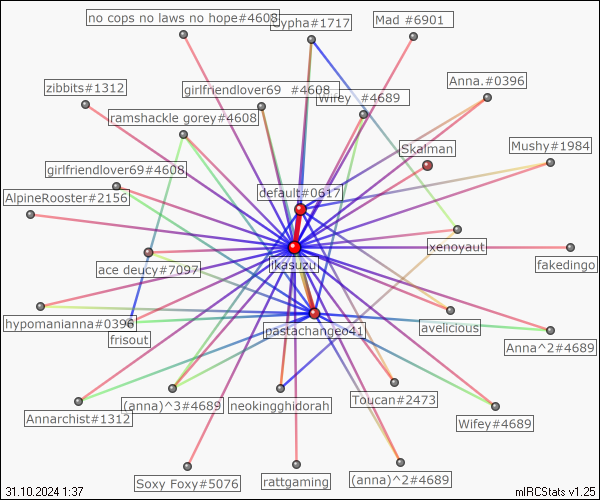 no cops no laws no hope#4608
Cypha#1717
Mad #6901
zibbits#1312
girlfriendlover69 #4608
Wifey #4689
Anna.#0396
ramshackle gorey#4608
Skalman
Mushy#1984
girlfriendlover69#4608
default#0617
AlpineRooster#2156
xenoyaut
ace deucy#7097
ikasuzu
fakedingo
hypomanianna#0396
frisout
pastachangeo41
avelicious
Anna^2#4689
Annarchist#1312
(anna)^3#4689
neokingghidorah
Toucan#2473
Wifey#4689
Soxy Foxy#5076
rattgaming
(anna)^2#4689
31.10.2024 1:37
mIRCStats v1.25